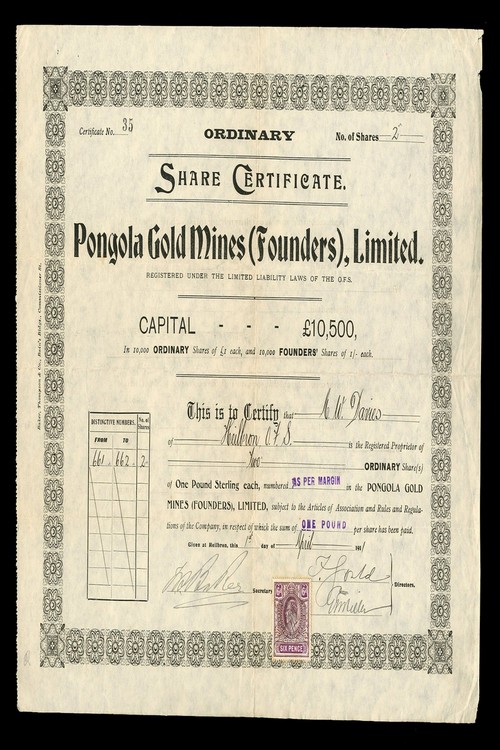 Certificate No. 35
ORDINARY
No. of Shares 2
SHARE CERTIFICATE.
Pongola Gold Mines (Founders), Limited.
REGISTERED UNDER THE LIMITED LIABILITY LAWS OF THE O.F.S.
CAPITAL - - - £10,500,
In 10,000 ORDINARY Shares of £1 each, and 10,000 FOUNDERS' Shares of 1/- each.
This is to Certify that C W Davies
of Heilbron O F S. is the Registered Proprietor of
Two ORDINARY Share(s)
of One Pound Sterling each, numbered AS PER MARGIN in the PONGOLA GOLD
MINES (FOUNDERS), LIMITED, subject to the Articles of Association and Rules and Regula-
tions of the Company, in respect of which the sum of ONE POUND per share has been paid.
Given at Heilbron, this 1st day of April 191
DISTINCTIVE NUMBERS. No. of Shares
FROM TO
661 . 662 . 2 -
Secretary
Directors.
SIX PENCE